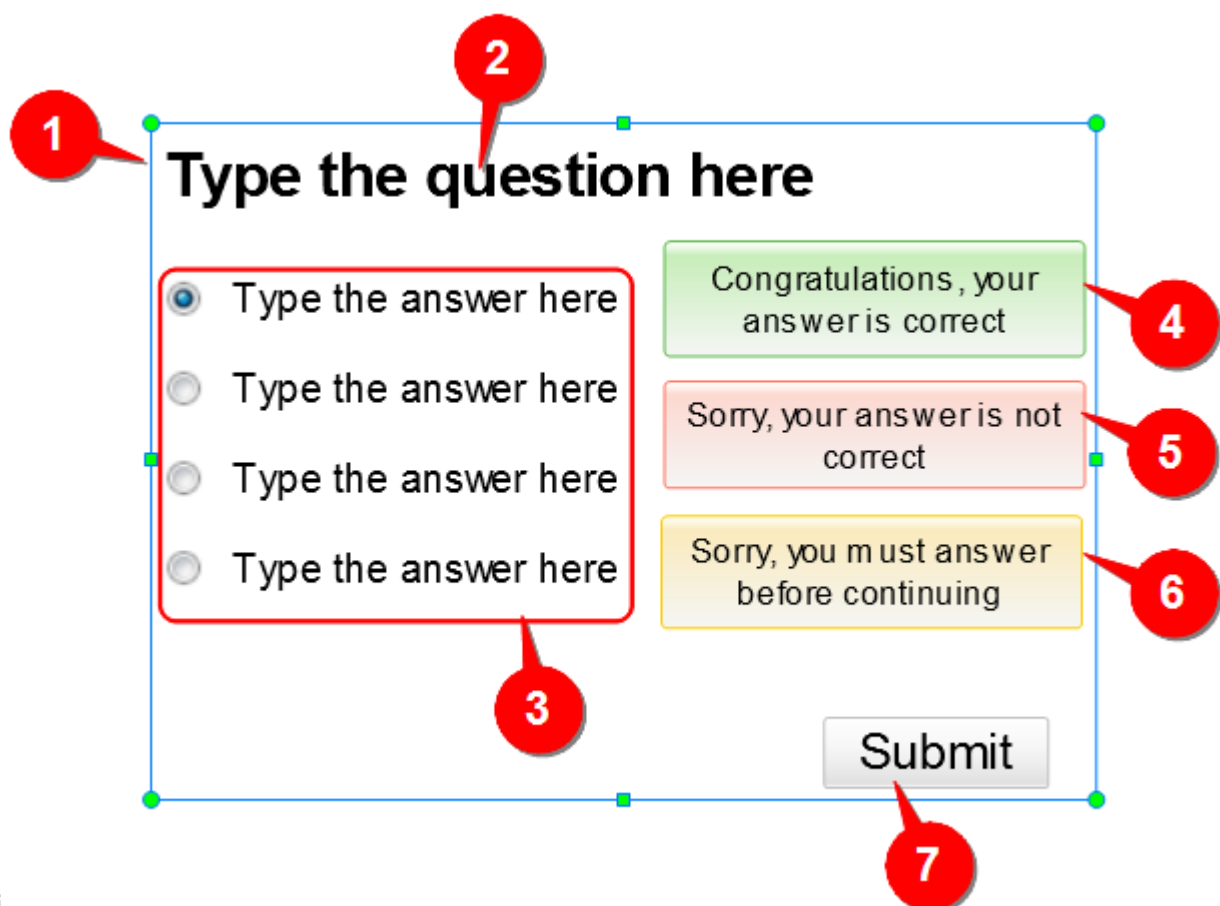 2
1
Type the question here
Type the answer here
Type the answer here
Type the answer here
Type the answer here
3
Congratulations, your
answer is correct
4
Sorry, your answer is not
correct
5
Sorry, you must answer
before continuing
6
Submit
7